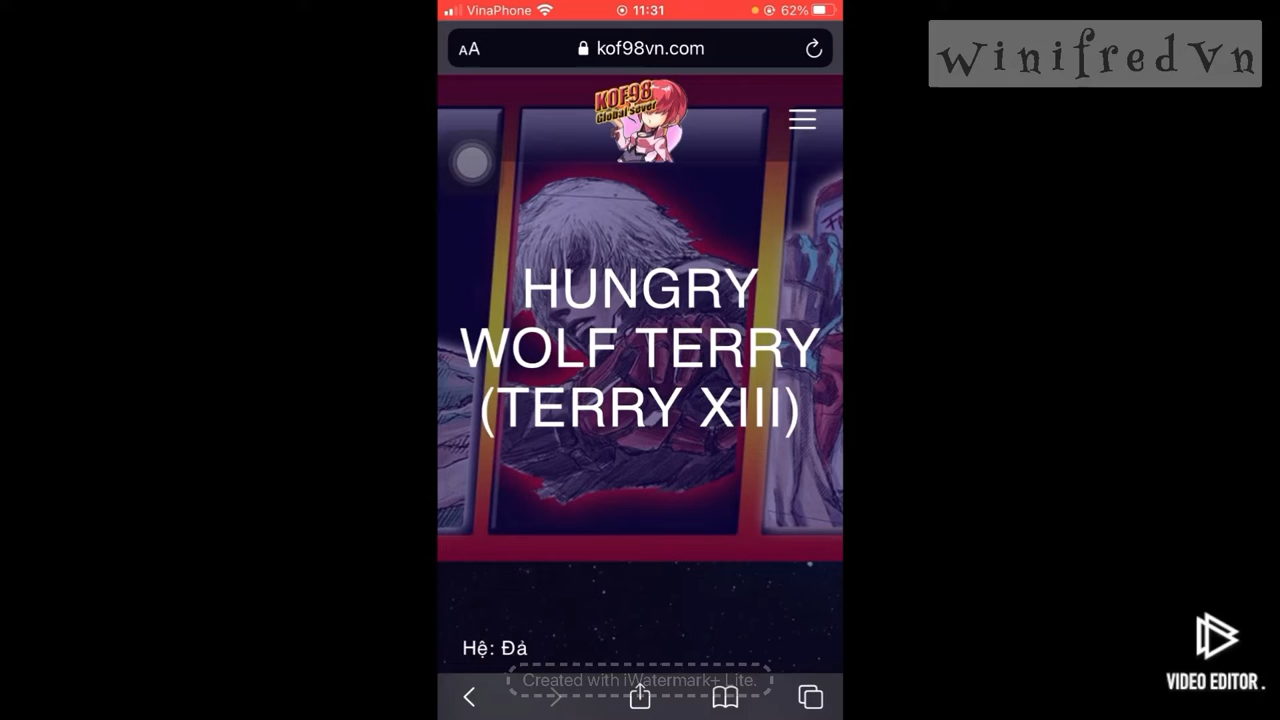 VinaPhone 11:31 62%
WinifredVn
AA kof98vn.com
KOF98
Global Sever
HUNGRY
WOLF TERRY
(TERRY XIII)
Hệ: Đả
Created with iWatermark+ Lite.
VIDEO EDITOR.